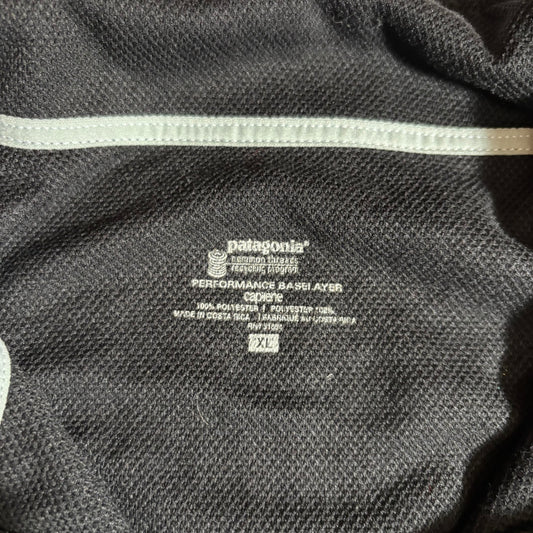 patagonia®
common threads
recycling program
PERFORMANCE BASELAYER
capilene
100% POLYESTER | POLYESTER 100%
MADE IN COSTA RICA | FABRIQUÉ AU COSTA RICA
RN#
XL